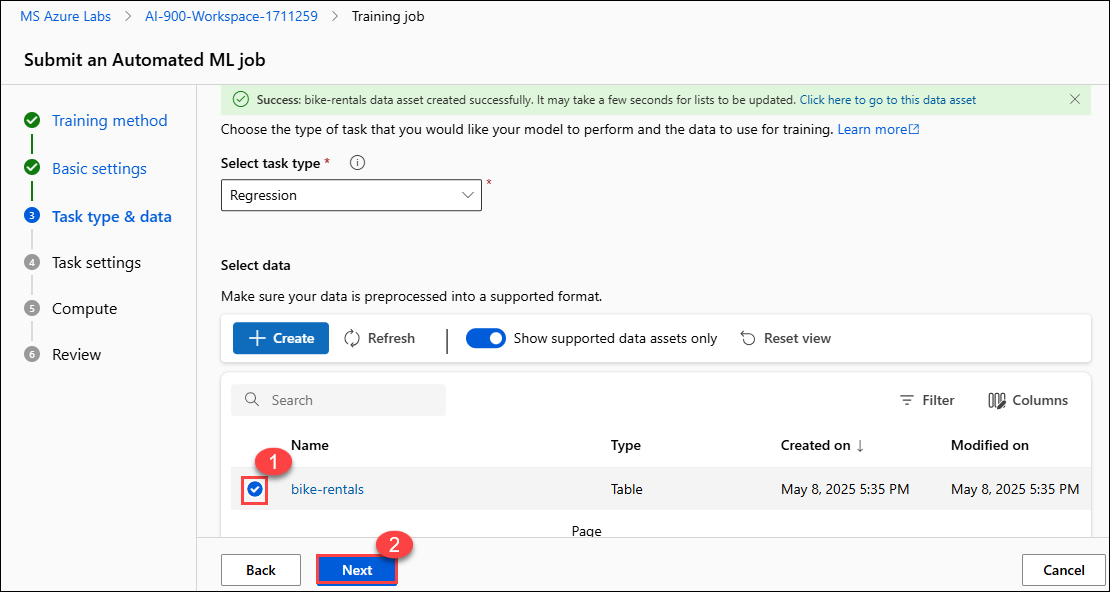 MS Azure Labs > AI-900-Workspace-1711259 > Training job
Submit an Automated ML job
Training method
Basic settings
3 Task type & data
4 Task settings
5 Compute
6 Review
Success: bike-rentals data asset created successfully. It may take a few seconds for lists to be updated. Click here to go to this data asset
Choose the type of task that you would like your model to perform and the data to use for training. Learn more
Select task type *
Regression *
Select data
Make sure your data is preprocessed into a supported format.
Create Refresh Show supported data assets only Reset view
Search Filter Columns
Name Type Created on ↓ Modified on
1
bike-rentals Table May 8, 2025 5:35 PM May 8, 2025 5:35 PM
Page
2
Back Next Cancel